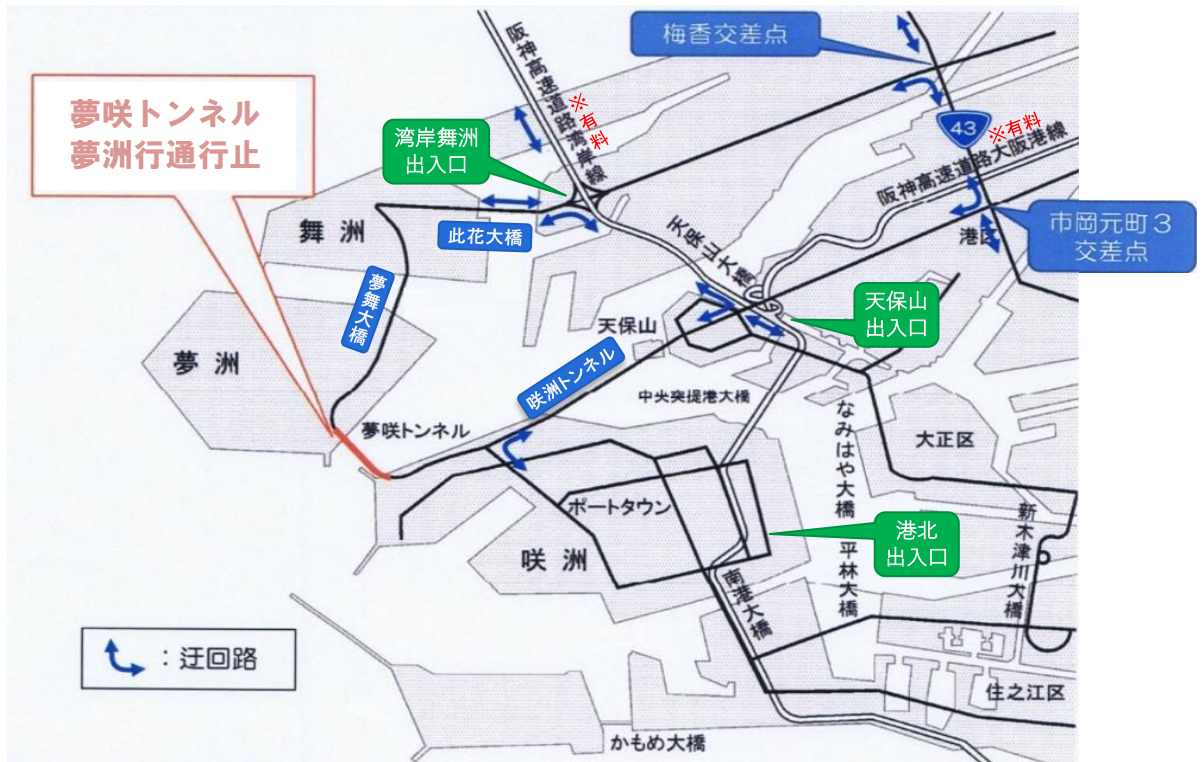 梅香交差点
阪神高速道路湾岸線
※有料
夢咲トンネル
夢洲行通行止
湾岸舞洲
出入口
43
※有料
阪神高速道路大阪港線
舞洲
此花大橋
天保山大橋
港区
市岡元町3
交差点
夢舞大橋
天保山
天保山
出入口
夢洲
咲洲トンネル
中央突提港大橋
夢咲トンネル
なみはや大橋
大正区
ポートタウン
港北
出入口
新木津川大橋
咲洲
平林大橋
南港大橋
：迂回路
住之江区
かもめ大橋